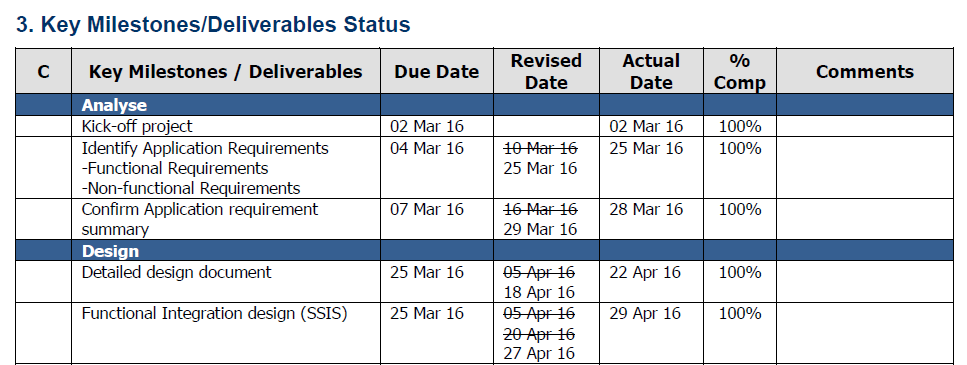 3. Key Milestones/Deliverables Status
C Key Milestones / Deliverables Due Date Revised Date Actual Date % Comp Comments
Analyse
Kick-off project 02 Mar 16 02 Mar 16 100%
Identify Application Requirements 04 Mar 16 10 Mar 16 25 Mar 16 100%
-Functional Requirements 25 Mar 16
-Non-functional Requirements
Confirm Application requirement 07 Mar 16 16 Mar 16 28 Mar 16 100%
summary 29 Mar 16
Design
Detailed design document 25 Mar 16 05 Apr 16 22 Apr 16 100%
18 Apr 16
Functional Integration design (SSIS) 25 Mar 16 05 Apr 16 29 Apr 16 100%
20 Apr 16
27 Apr 16